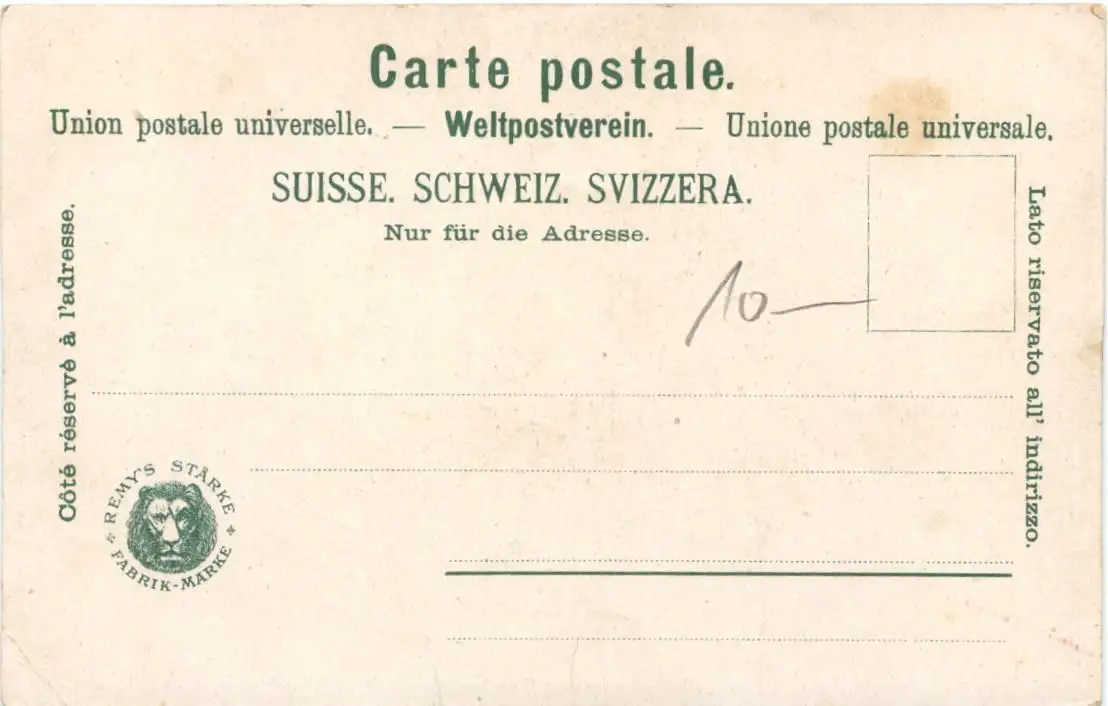 Carte postale.
Union postale universelle. — Weltpostverein. — Unione postale universale.
SUISSE. SCHWEIZ. SVIZZERA.
Nur für die Adresse.
Côté réservé à l'adresse.
Lato riservato all' indirizzo.
10.—
* REMY'S STÄRKE *
FABRIK-MARKE